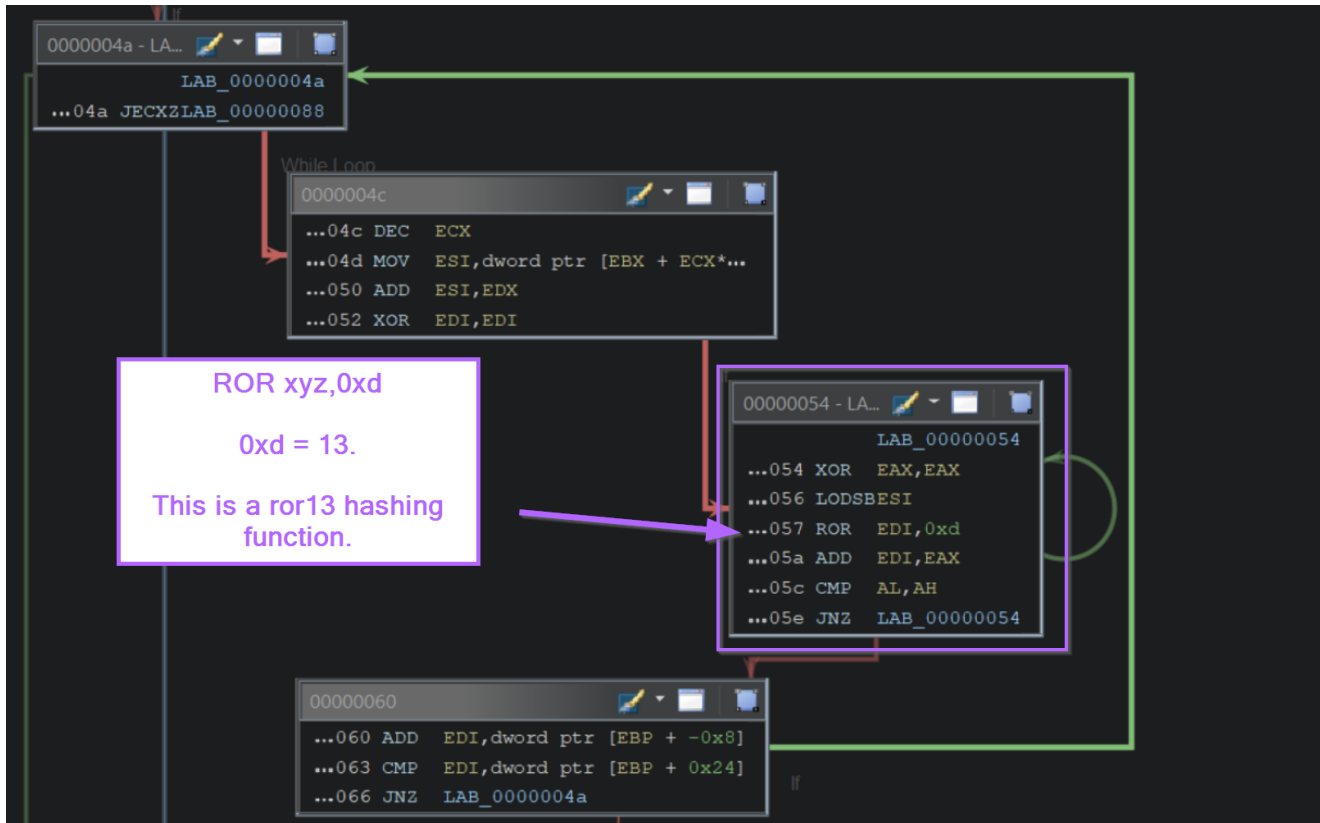 If
0000004a - LA...
LAB_0000004a
...04a JECXZLAB_00000088
While Loop
0000004c
...04c DEC ECX
...04d MOV ESI,dword ptr [EBX + ECX*...
...050 ADD ESI,EDX
...052 XOR EDI,EDI
ROR xyz,0xd
0xd = 13.
This is a ror13 hashing
function.
00000054 - LA...
LAB_00000054
...054 XOR EAX,EAX
...056 LODSBESI
...057 ROR EDI,0xd
...05a ADD EDI,EAX
...05c CMP AL,AH
...05e JNZ LAB_00000054
00000060
...060 ADD EDI,dword ptr [EBP + -0x8]
...063 CMP EDI,dword ptr [EBP + 0x24]
...066 JNZ LAB_0000004a
If